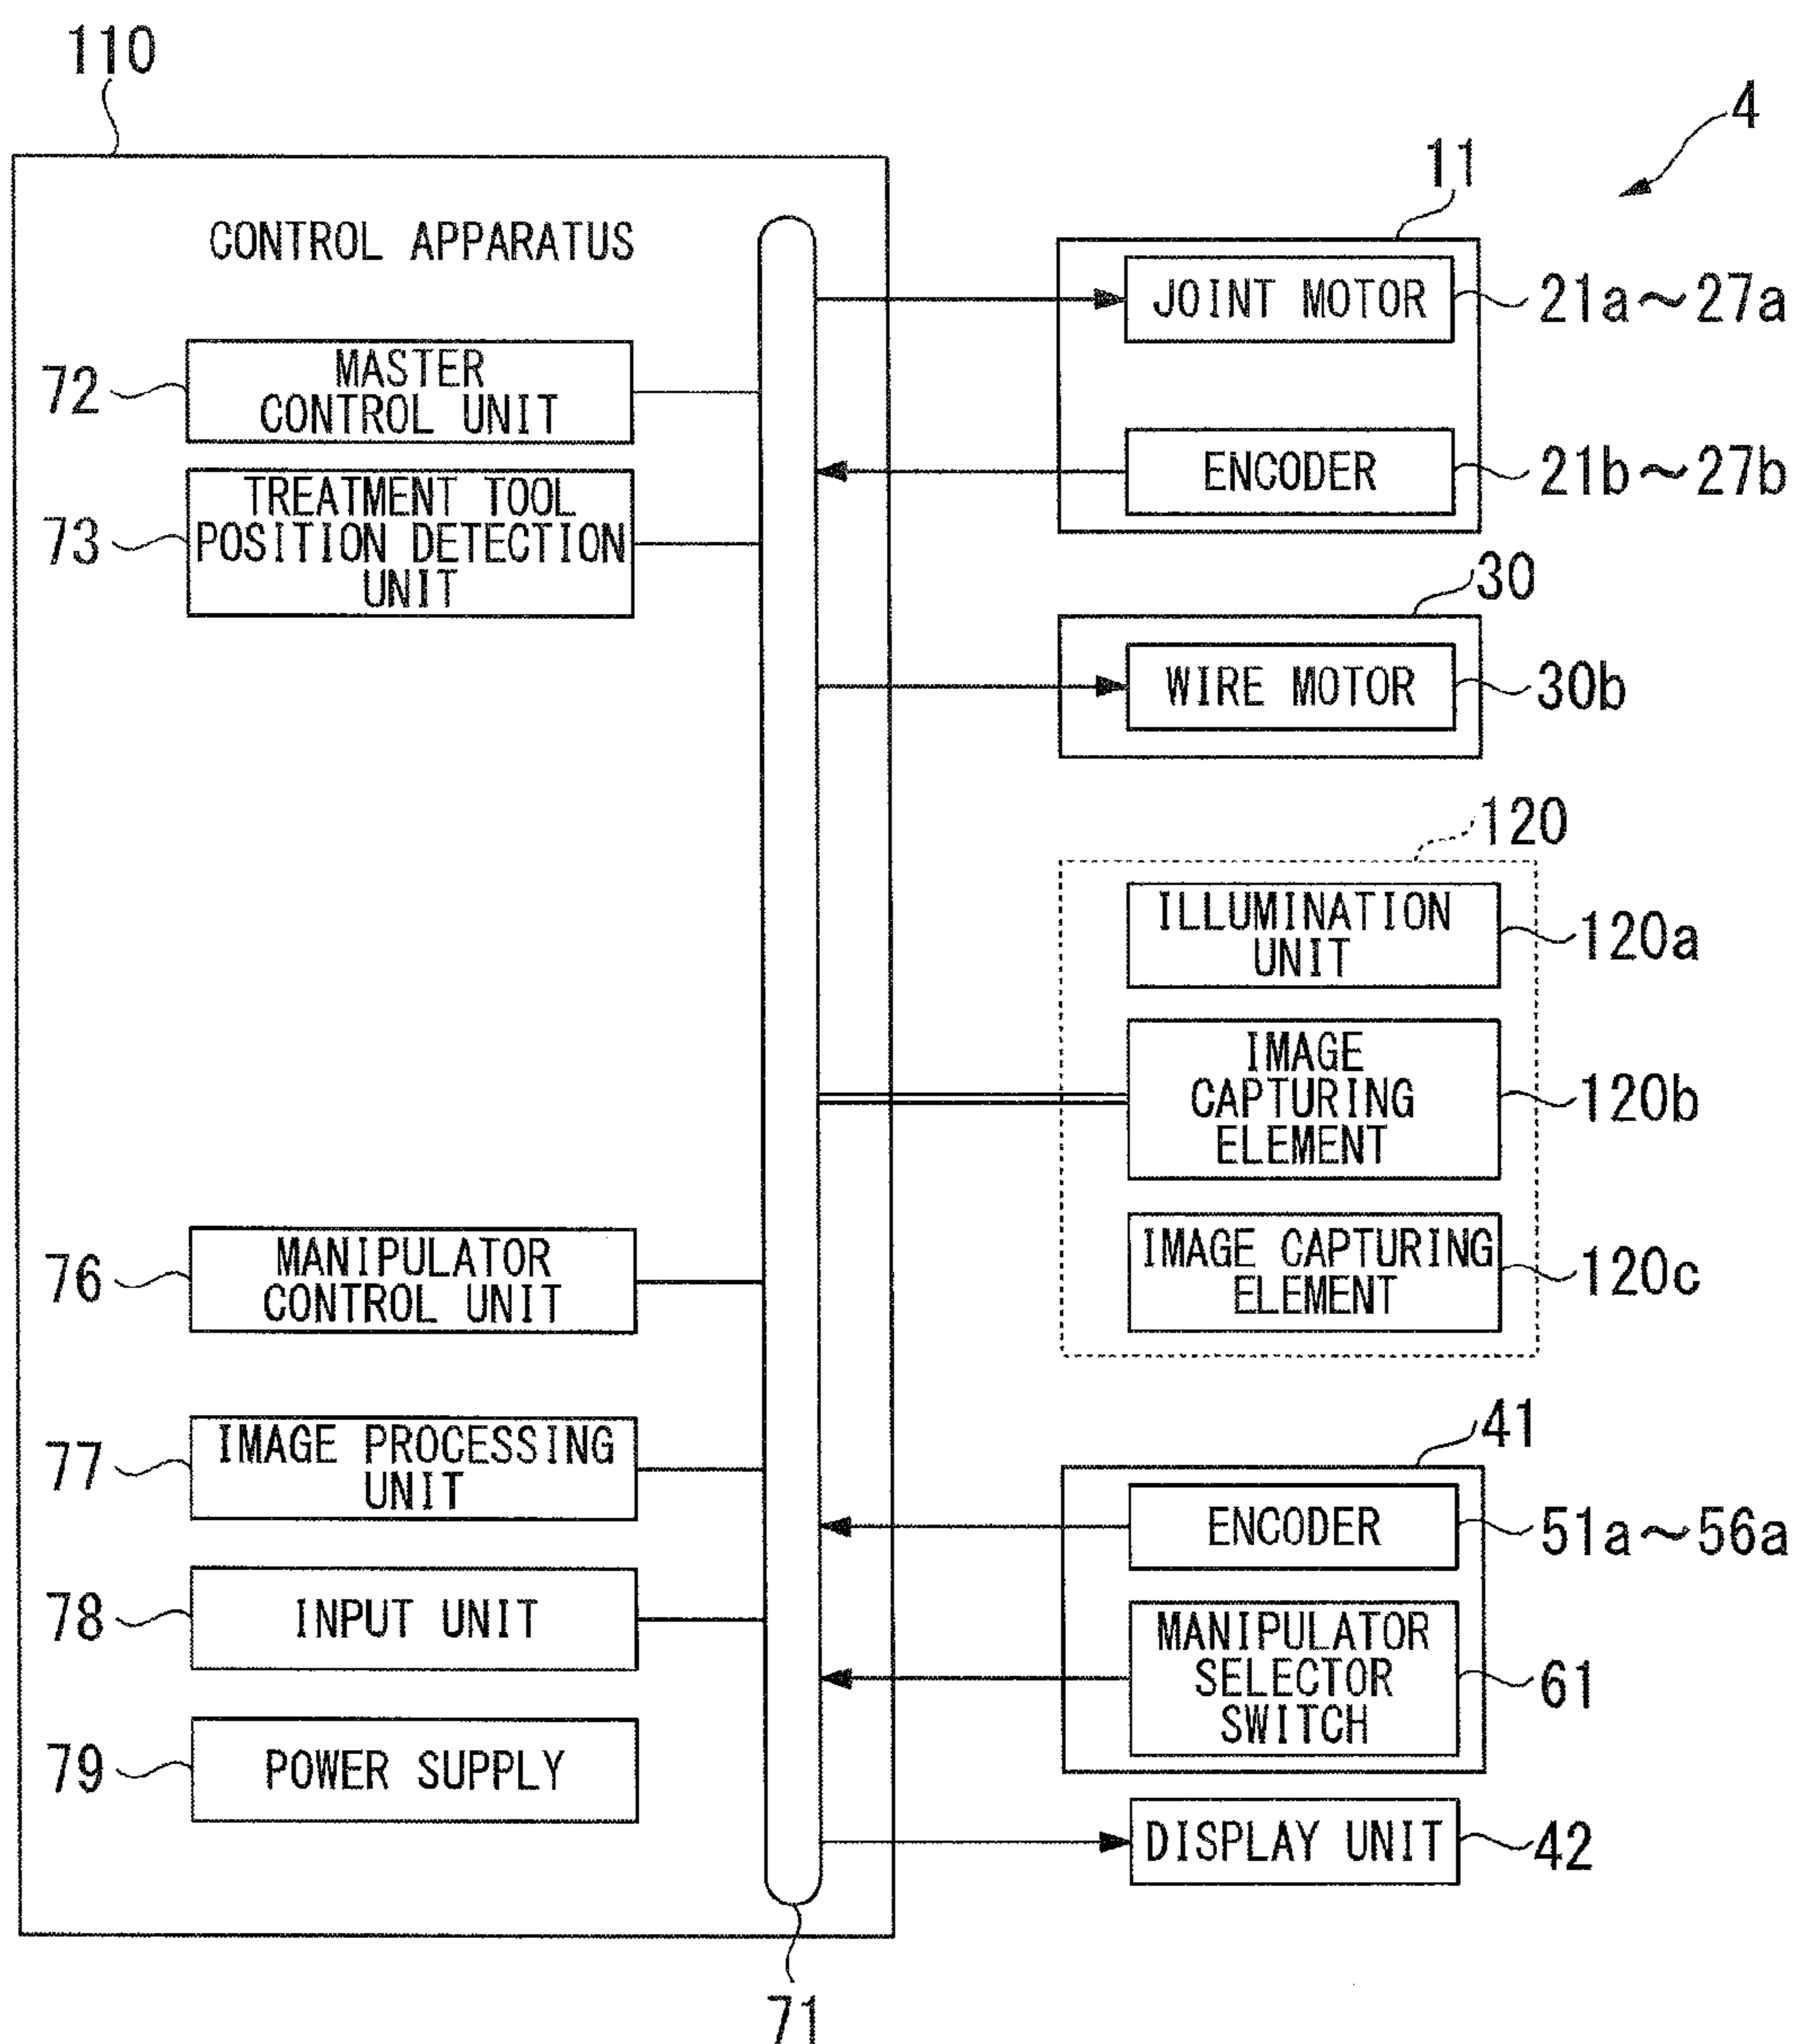 110
4
11
CONTROL APPARATUS
JOINT MOTOR
21a～27a
72
MASTER
CONTROL UNIT
ENCODER
21b～27b
73
TREATMENT TOOL
POSITION DETECTION
UNIT
30
WIRE MOTOR
30b
120
ILLUMINATION
UNIT
120a
IMAGE
CAPTURING
ELEMENT
120b
76
MANIPULATOR
CONTROL UNIT
IMAGE CAPTURING
ELEMENT
120c
77
IMAGE PROCESSING
UNIT
41
ENCODER
51a～56a
78
INPUT UNIT
MANIPULATOR
SELECTOR
SWITCH
61
79
POWER SUPPLY
DISPLAY UNIT
42
71